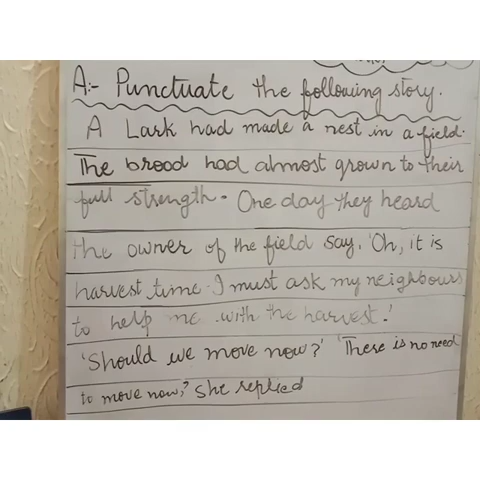 A:- Punctuate the following story.
A Lark had made a nest in a field.
The brood had almost grown to their
full strength. One day they heard
the owner of the field say, 'Oh, it is
harvest time. I must ask my neighbours
to help me with the harvest.'
'Should we move now?' 'There is no need
to move now,' She replied